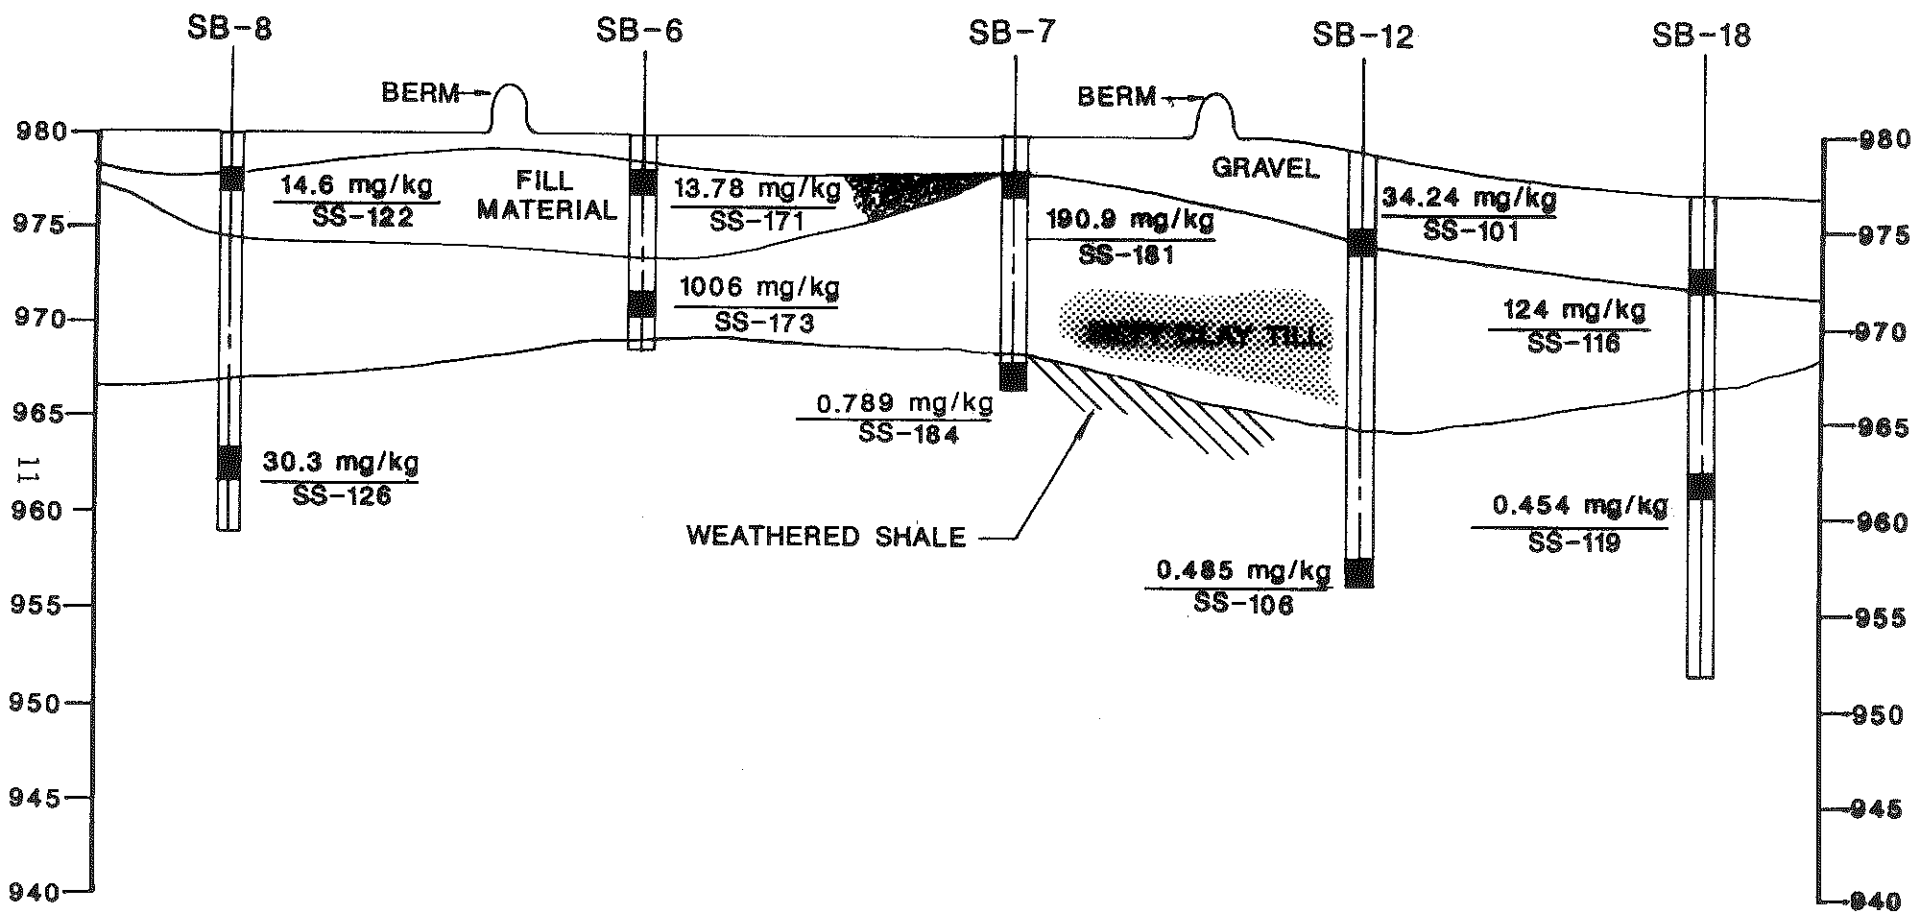 SB-8
SB-6
SB-7
SB-12
SB-18
BERM
BERM
980
980
GRAVEL
FILL
MATERIAL
14.6 mg/kg
SS-122
13.78 mg/kg
SS-171
190.9 mg/kg
SS-181
34.24 mg/kg
SS-101
975
975
1006 mg/kg
SS-173
970
CLAY TILL
124 mg/kg
SS-116
970
0.789 mg/kg
SS-184
965
965
11
30.3 mg/kg
SS-126
960
WEATHERED SHALE
0.454 mg/kg
SS-119
960
0.485 mg/kg
SS-106
955
955
950
950
945
945
940
940